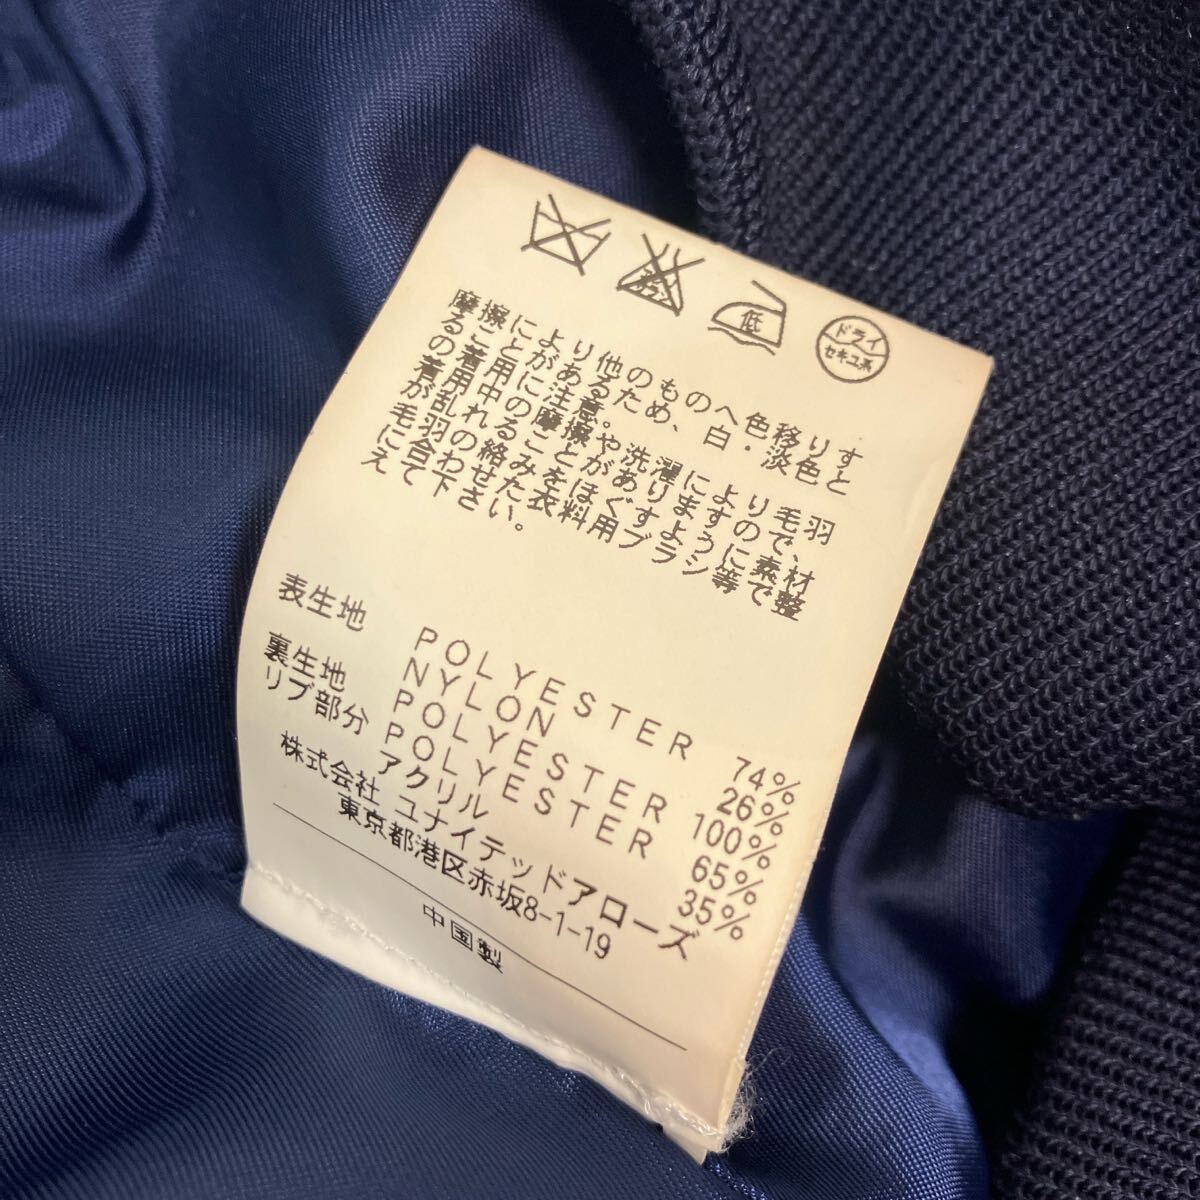 低
ドライ
セキユ系
摩擦により他のものへ色移りす
ることがあるため、白・淡色と
の着用に注意。
着用中の摩擦や洗濯により毛羽
が乱れることがありますので、
毛羽の絡みをほぐすように素材
に合わせた衣料用ブラシ等で整
えて下さい。
表生地 POLYESTER 74%
NYLON 26%
裏生地 POLYESTER 100%
リブ部分 POLYESTER 65%
アクリル 35%
株式会社 ユナイテッドアローズ
東京都港区赤坂8-1-19
中国製